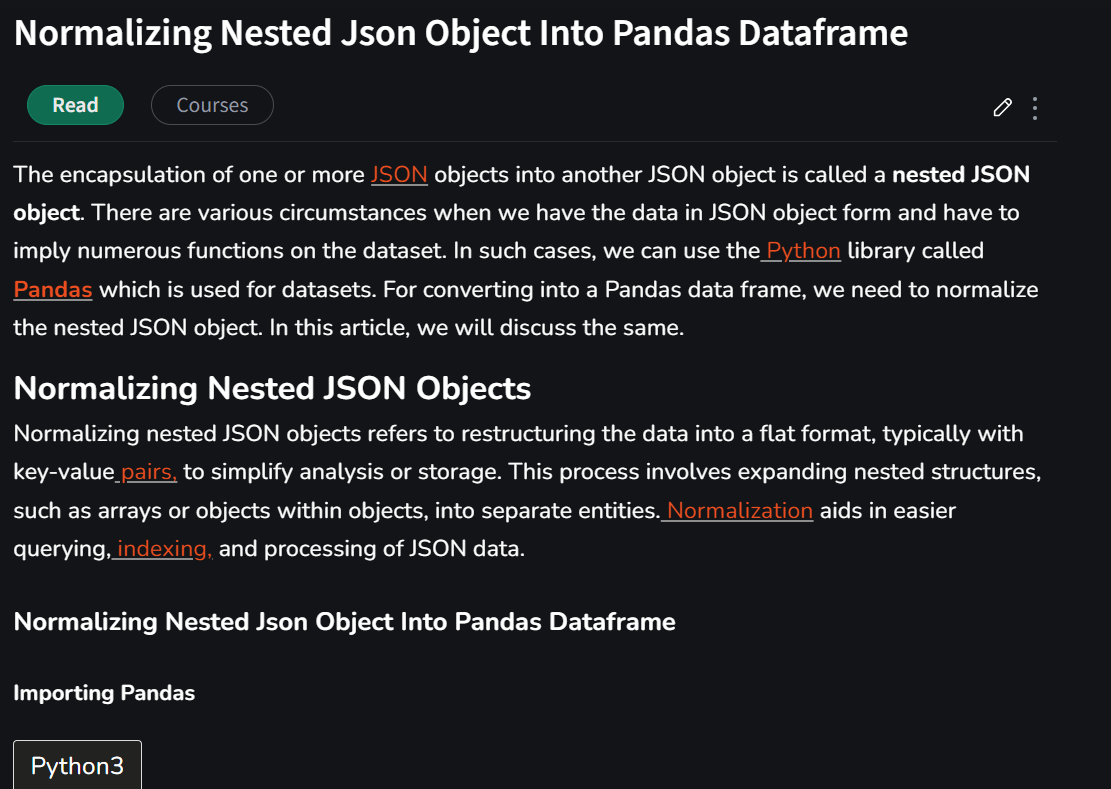 Normalizing Nested Json Object Into Pandas Dataframe
Read
Courses
The encapsulation of one or more JSON objects into another JSON object is called a nested JSON
object. There are various circumstances when we have the data in JSON object form and have to
imply numerous functions on the dataset. In such cases, we can use the Python library called
Pandas which is used for datasets. For converting into a Pandas data frame, we need to normalize
the nested JSON object. In this article, we will discuss the same.
Normalizing Nested JSON Objects
Normalizing nested JSON objects refers to restructuring the data into a flat format, typically with
key-value pairs, to simplify analysis or storage. This process involves expanding nested structures,
such as arrays or objects within objects, into separate entities. Normalization aids in easier
querying, indexing, and processing of JSON data.
Normalizing Nested Json Object Into Pandas Dataframe
Importing Pandas
Python3